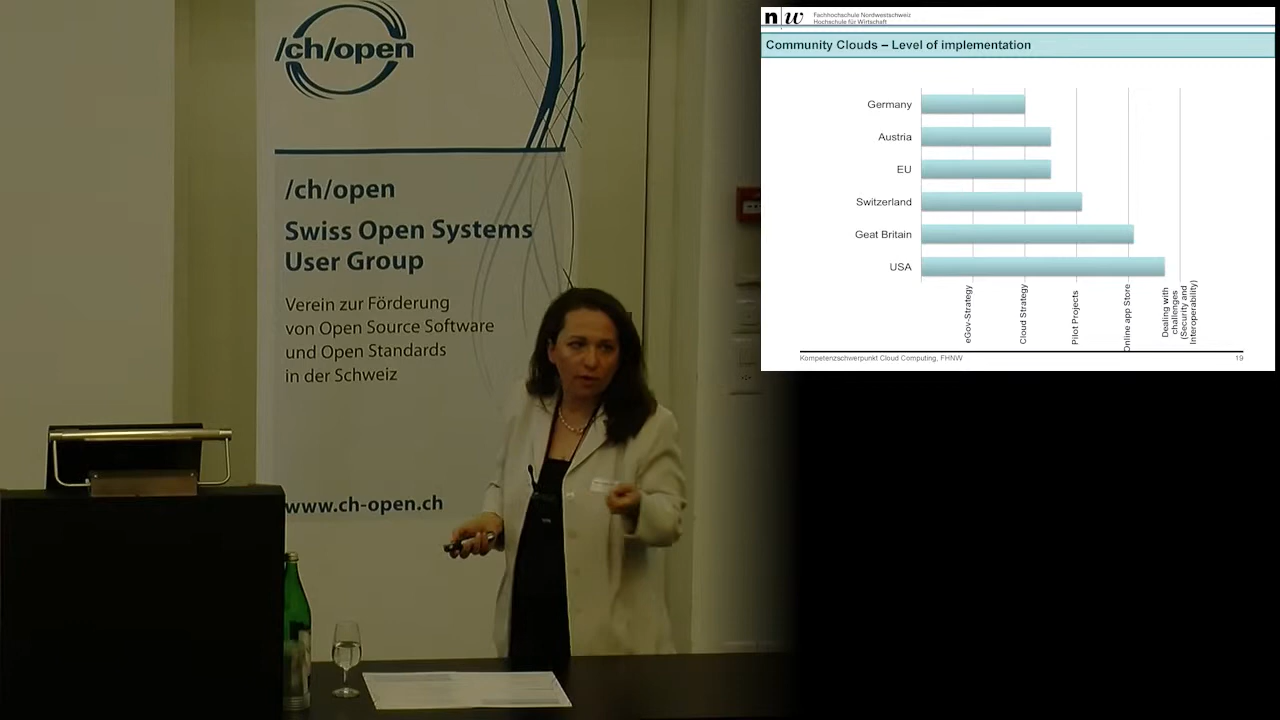 /ch/open
/ch/open
Swiss Open Systems
User Group
Verein zur Förderung
von Open Source Software
und Open Standards
in der Schweiz
www.ch-open.ch
n w
Fachhochschule Nordwestschweiz
Hochschule für Wirtschaft
Community Clouds – Level of implementation
Germany
Austria
EU
Switzerland
Geat Britain
USA
eGov-Strategy
Cloud Strategy
Pilot Projects
Online app Store
Dealing with
challenges
(Security and
Interoperability)
Kompetenzschwerpunkt Cloud Computing, FHNW
19